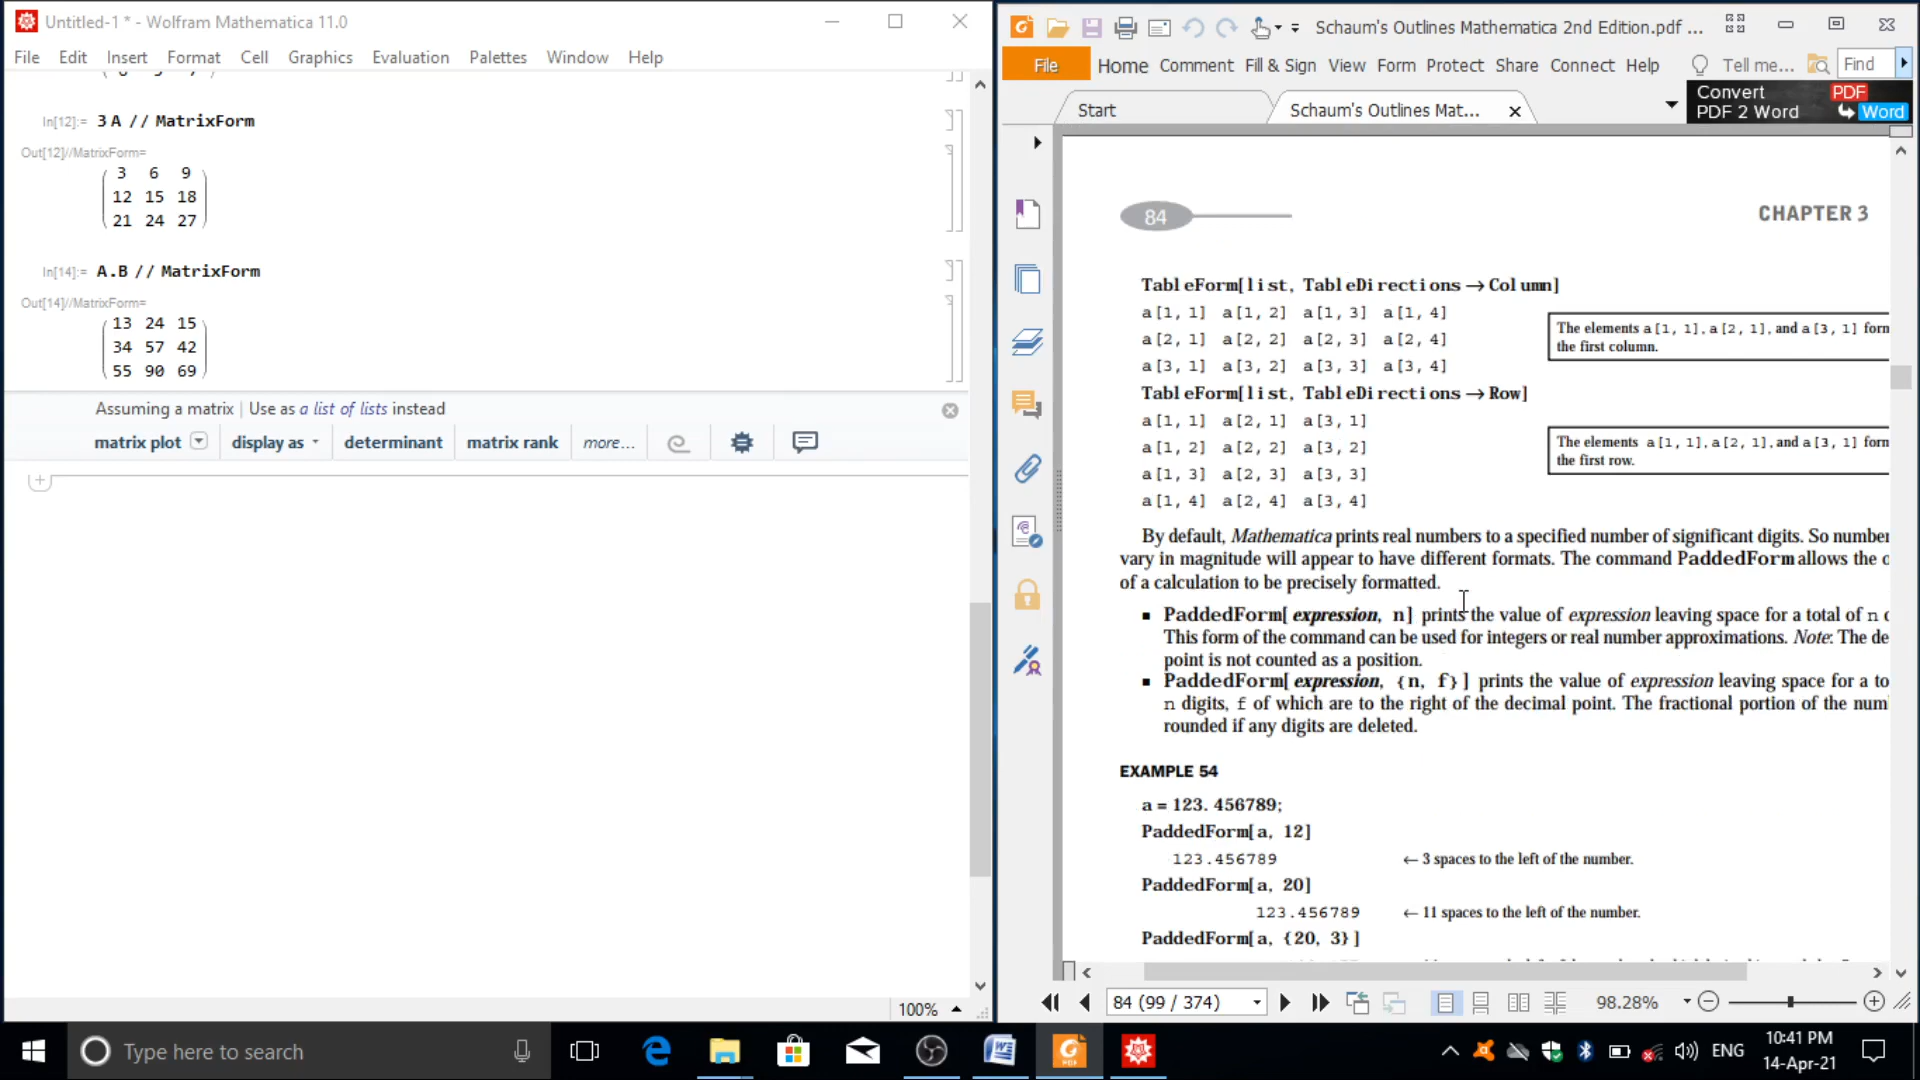 Untitled-1 * - Wolfram Mathematica 11.0
File Edit Insert Format Cell Graphics Evaluation Palettes Window Help
In[12]:= 3 A // MatrixForm
Out[12]//MatrixForm=
3 6 9
12 15 18
21 24 27
In[14]:= A.B // MatrixForm
Out[14]//MatrixForm=
13 24 15
34 57 42
55 90 69
Assuming a matrix | Use as a list of lists instead
matrix plot display as determinant matrix rank more...
100%
Schaum's Outlines Mathematica 2nd Edition.pdf ...
File Home Comment Fill & Sign View Form Protect Share Connect Help Tell me... Find
Start Schaum's Outlines Mat...
Convert PDF
PDF 2 Word Word
84 CHAPTER 3
TableForm[list, TableDirections → Column]
a[1, 1] a[1, 2] a[1, 3] a[1, 4]
a[2, 1] a[2, 2] a[2, 3] a[2, 4]
a[3, 1] a[3, 2] a[3, 3] a[3, 4]
The elements a[1, 1], a[2, 1], and a[3, 1] form
the first column.
TableForm[list, TableDirections → Row]
a[1, 1] a[2, 1] a[3, 1]
a[1, 2] a[2, 2] a[3, 2]
a[1, 3] a[2, 3] a[3, 3]
a[1, 4] a[2, 4] a[3, 4]
The elements a[1, 1], a[2, 1], and a[3, 1] form
the first row.
By default, Mathematica prints real numbers to a specified number of significant digits. So number
vary in magnitude will appear to have different formats. The command PaddedForm allows the
of a calculation to be precisely formatted.
▪ PaddedForm[expression, n] prints the value of expression leaving space for a total of n
This form of the command can be used for integers or real number approximations. Note: The de
point is not counted as a position.
▪ PaddedForm[expression, {n, f}] prints the value of expression leaving space for a to
n digits, f of which are to the right of the decimal point. The fractional portion of the num
rounded if any digits are deleted.
EXAMPLE 54
a = 123.456789;
PaddedForm[a, 12]
123.456789 ← 3 spaces to the left of the number.
PaddedForm[a, 20]
123.456789 ← 11 spaces to the left of the number.
PaddedForm[a, {20, 3}]
84 (99 / 374) 98.28%
Type here to search
ENG
10:41 PM
14-Apr-21